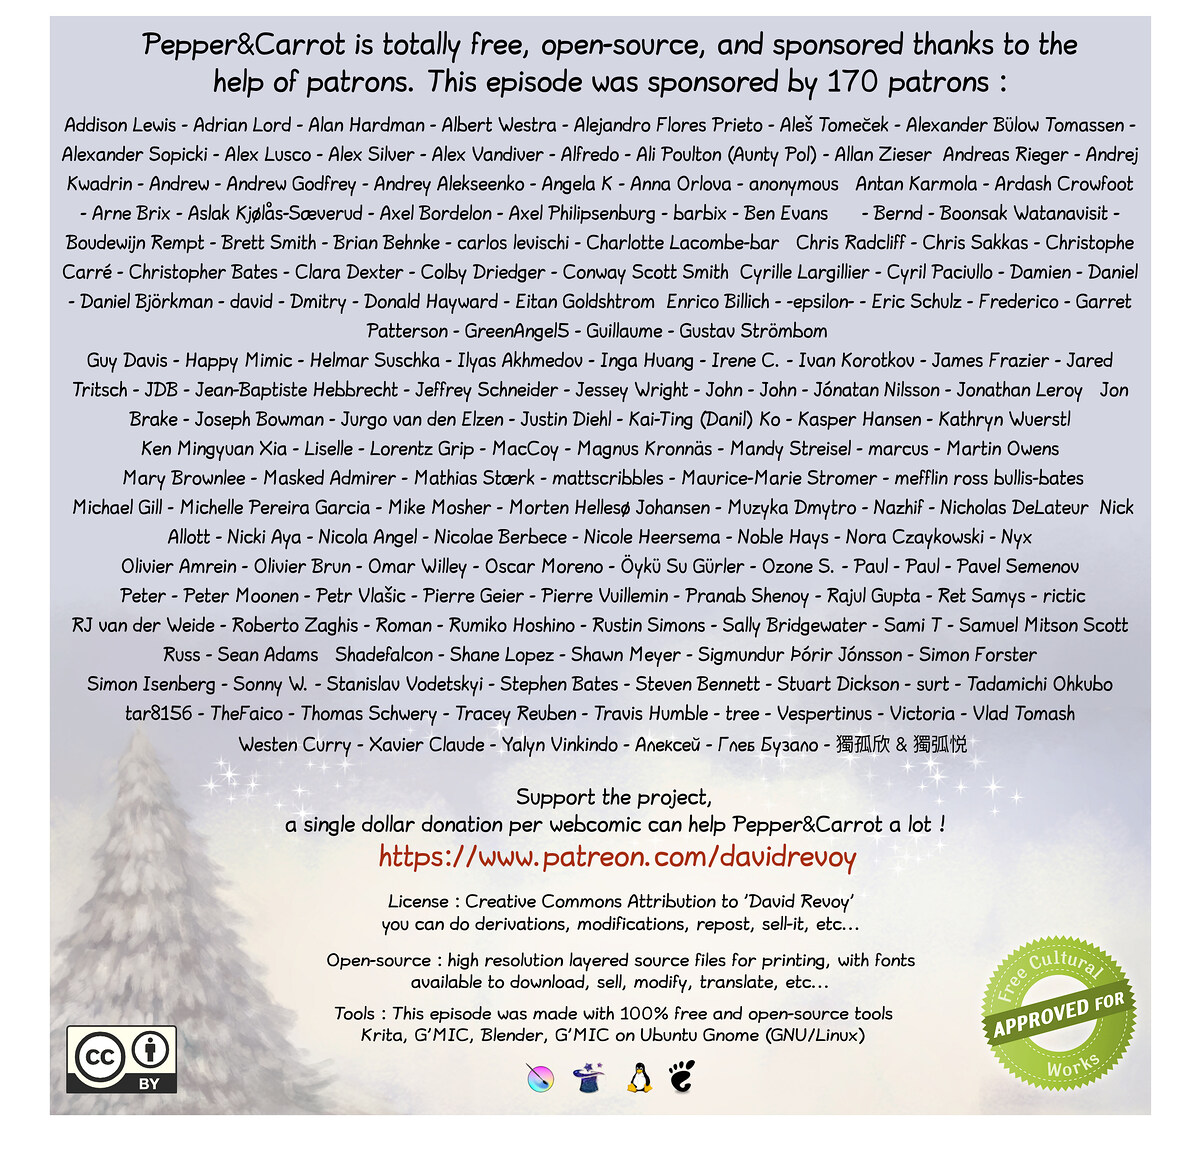 Pepper&Carrot is totally free, open-source, and sponsored thanks to the
help of patrons. This episode was sponsored by 170 patrons :
Addison Lewis - Adrian Lord - Alan Hardman - Albert Westra - Alejandro Flores Prieto - Aleš Tomeček - Alexander Bülow Tomassen -
Alexander Sopicki - Alex Lusco - Alex Silver - Alex Vandiver - Alfredo - Ali Poulton (Aunty Pol) - Allan Zieser Andreas Rieger - Andrej
Kwadrin - Andrew - Andrew Godfrey - Andrey Alekseenko - Angela K - Anna Orlova - anonymous Antan Karmola - Ardash Crowfoot
- Arne Brix - Aslak Kjølås-Sæverud - Axel Bordelon - Axel Philipsenburg - barbix - Ben Evans - Bernd - Boonsak Watanavisit -
Boudewijn Rempt - Brett Smith - Brian Behnke - carlos levischi - Charlotte Lacombe-bar Chris Radcliff - Chris Sakkas - Christophe
Carré - Christopher Bates - Clara Dexter - Colby Driedger - Conway Scott Smith Cyrille Largillier - Cyril Paciullo - Damien - Daniel
- Daniel Björkman - david - Dmitry - Donald Hayward - Eitan Goldshtrom Enrico Billich - -epsilon- - Eric Schulz - Frederico - Garret
Patterson - GreenAngel5 - Guillaume - Gustav Strömbom
Guy Davis - Happy Mimic - Helmar Suschka - Ilyas Akhmedov - Inga Huang - Irene C. - Ivan Korotkov - James Frazier - Jared
Tritsch - JDB - Jean-Baptiste Hebbrecht - Jeffrey Schneider - Jessey Wright - John - John - Jónatan Nilsson - Jonathan Leroy Jon
Brake - Joseph Bowman - Jurgo van den Elzen - Justin Diehl - Kai-Ting (Danil) Ko - Kasper Hansen - Kathryn Wuerstl
Ken Mingyuan Xia - Liselle - Lorentz Grip - MacCoy - Magnus Kronnäs - Mandy Streisel - marcus - Martin Owens
Mary Brownlee - Masked Admirer - Mathias Stærk - mattscribbles - Maurice-Marie Stromer - mefflin ross bullis-bates
Michael Gill - Michelle Pereira Garcia - Mike Mosher - Morten Hellesø Johansen - Muzyka Dmytro - Nazhif - Nicholas DeLateur Nick
Allott - Nicki Aya - Nicola Angel - Nicolae Berbece - Nicole Heersema - Noble Hays - Nora Czaykowski - Nyx
Olivier Amrein - Olivier Brun - Omar Willey - Oscar Moreno - Öykü Su Gürler - Ozone S. - Paul - Paul - Pavel Semenov
Peter - Peter Moonen - Petr Vlašic - Pierre Geier - Pierre Vuillemin - Pranab Shenoy - Rajul Gupta - Ret Samys - rictic
RJ van der Weide - Roberto Zaghis - Roman - Rumiko Hoshino - Rustin Simons - Sally Bridgewater - Sami T - Samuel Mitson Scott
Russ - Sean Adams Shadefalcon - Shane Lopez - Shawn Meyer - Sigmundur Þórir Jónsson - Simon Forster
Simon Isenberg - Sonny W. - Stanislav Vodetskyi - Stephen Bates - Steven Bennett - Stuart Dickson - surt - Tadamichi Ohkubo
tar8156 - TheFaico - Thomas Schwery - Tracey Reuben - Travis Humble - tree - Vespertinus - Victoria - Vlad Tomash
Westen Curry - Xavier Claude - Yalyn Vinkindo - Алексей - Глеб Бузало - 獨孤欣 & 獨弧悦
Support the project,
a single dollar donation per webcomic can help Pepper&Carrot a lot !
https://www.patreon.com/davidrevoy
License : Creative Commons Attribution to 'David Revoy'
you can do derivations, modifications, repost, sell-it, etc...
Open-source : high resolution layered source files for printing, with fonts
available to download, sell, modify, translate, etc...
Tools : This episode was made with 100% free and open-source tools
Krita, G'MIC, Blender, G'MIC on Ubuntu Gnome (GNU/Linux)
cc BY
Free Cultural
APPROVED FOR
Works